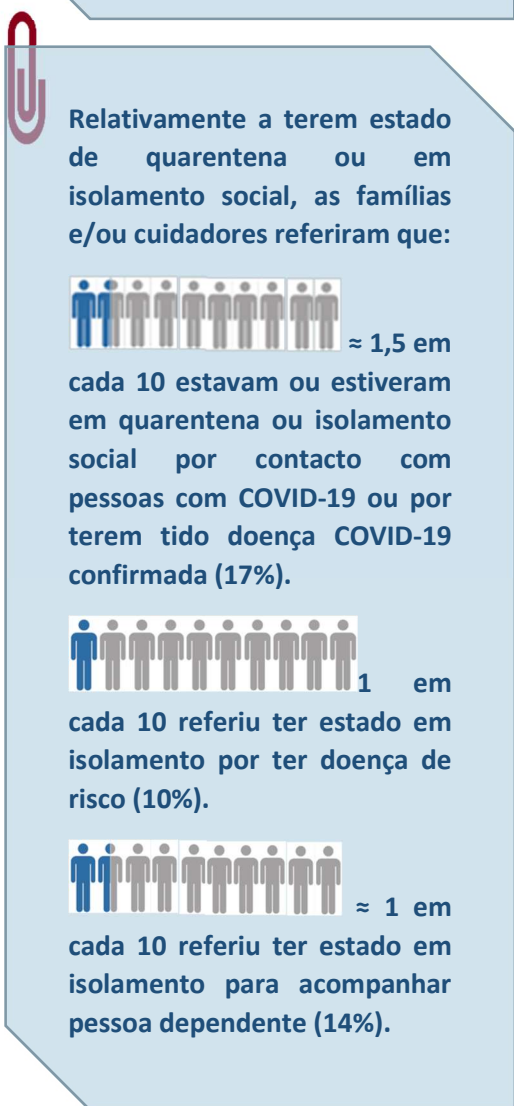 Relativamente a terem estado
de quarentena ou em
isolamento social, as famílias
e/ou cuidadores referiram que:
≈ 1,5 em
cada 10 estavam ou estiveram
em quarentena ou isolamento
social por contacto com
pessoas com COVID-19 ou por
terem tido doença COVID-19
confirmada (17%).
1 em
cada 10 referiu ter estado em
isolamento por ter doença de
risco (10%).
≈ 1 em
cada 10 referiu ter estado em
isolamento para acompanhar
pessoa dependente (14%).